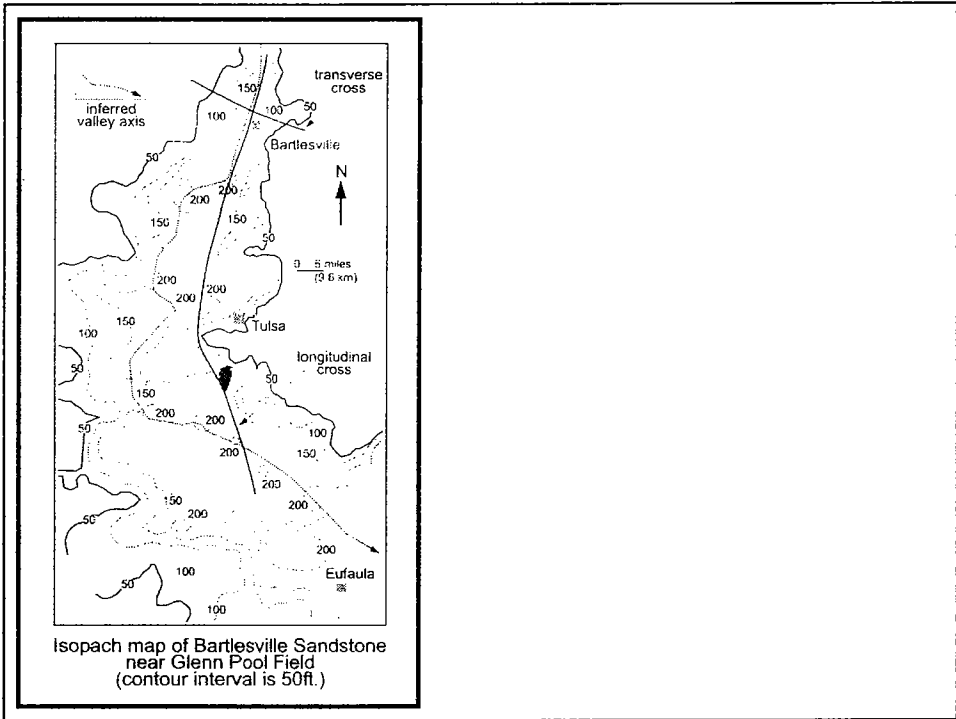 transverse
cross
150
50
100
100
inferred
valley axis
Bartlesville
50
N
200
200
150
150
50
0 6 miles
(9.6 km)
200
200
200
Tulsa
150
100
longitudinal
cross
50
50
150
200
200
100
50
200
150
200
150
200
200
50
200
Eufaula
100
50
100
Isopach map of Bartlesville Sandstone
near Glenn Pool Field
(contour interval is 50ft.)